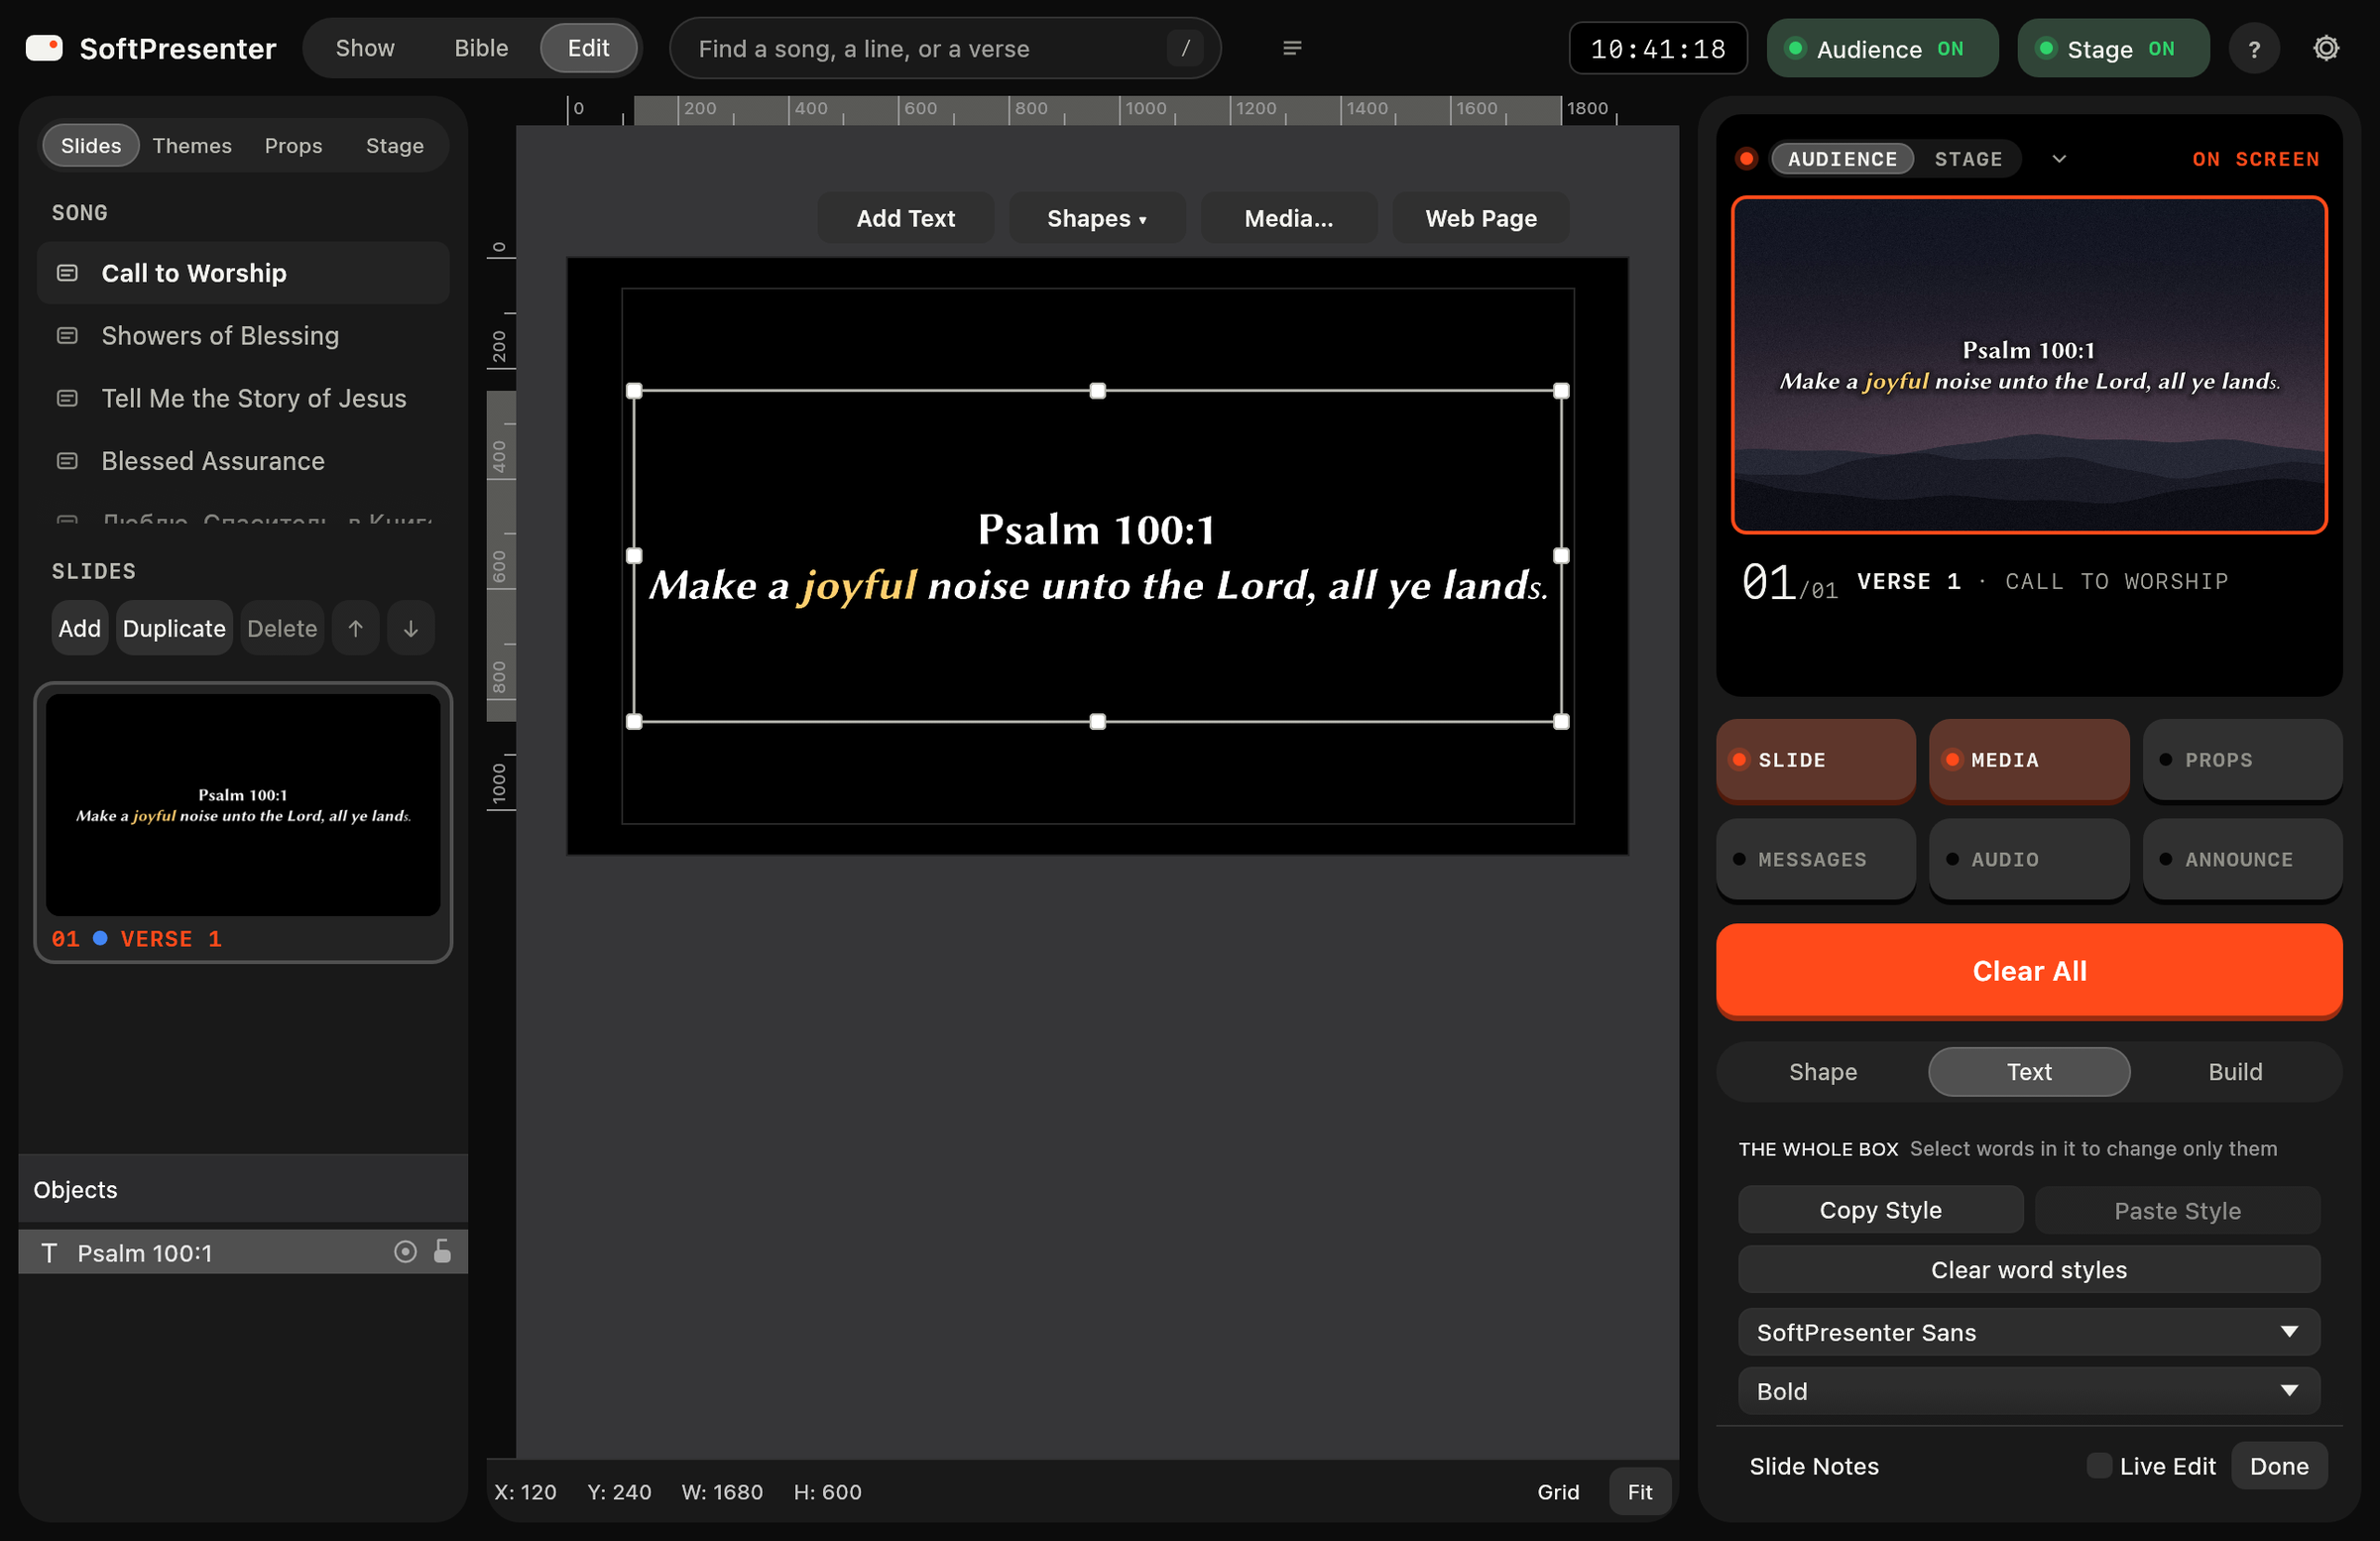 SoftPresenter
Show Bible Edit
Find a song, a line, or a verse /
10:41:18
Audience ON
Stage ON
?
Slides Themes Props Stage
SONG
Call to Worship
Showers of Blessing
Tell Me the Story of Jesus
Blessed Assurance
SLIDES
Add Duplicate Delete ↑ ↓
Psalm 100:1
Make a joyful noise unto the Lord, all ye lands.
01 VERSE 1
Objects
T Psalm 100:1
0 200 400 600 800 1000 1200 1400 1600 1800
0 200 400 600 800 1000
Add Text Shapes ▾ Media... Web Page
Psalm 100:1
Make a joyful noise unto the Lord, all ye lands.
X: 120 Y: 240 W: 1680 H: 600
Grid Fit
AUDIENCE STAGE
ON SCREEN
Psalm 100:1
Make a joyful noise unto the Lord, all ye lands.
01/01 VERSE 1 · CALL TO WORSHIP
SLIDE MEDIA PROPS
MESSAGES AUDIO ANNOUNCE
Clear All
Shape Text Build
THE WHOLE BOX Select words in it to change only them
Copy Style Paste Style
Clear word styles
SoftPresenter Sans
Bold
Slide Notes Live Edit Done